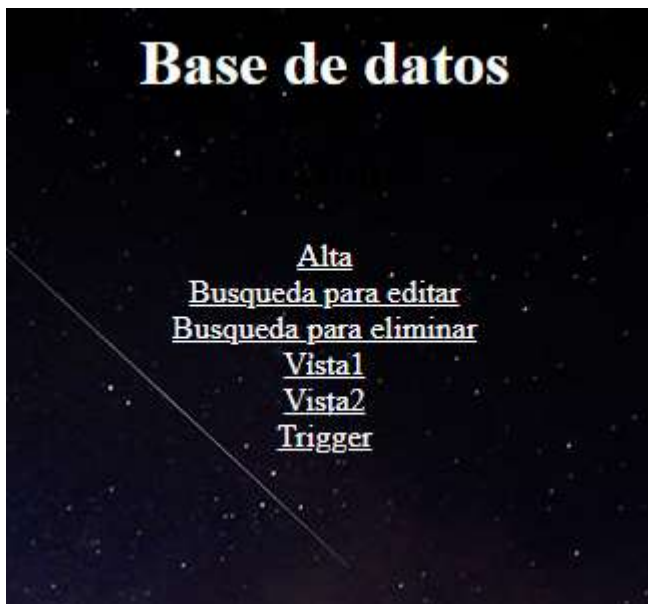 Base de datos
Alta
Busqueda para editar
Busqueda para eliminar
Vista1
Vista2
Trigger